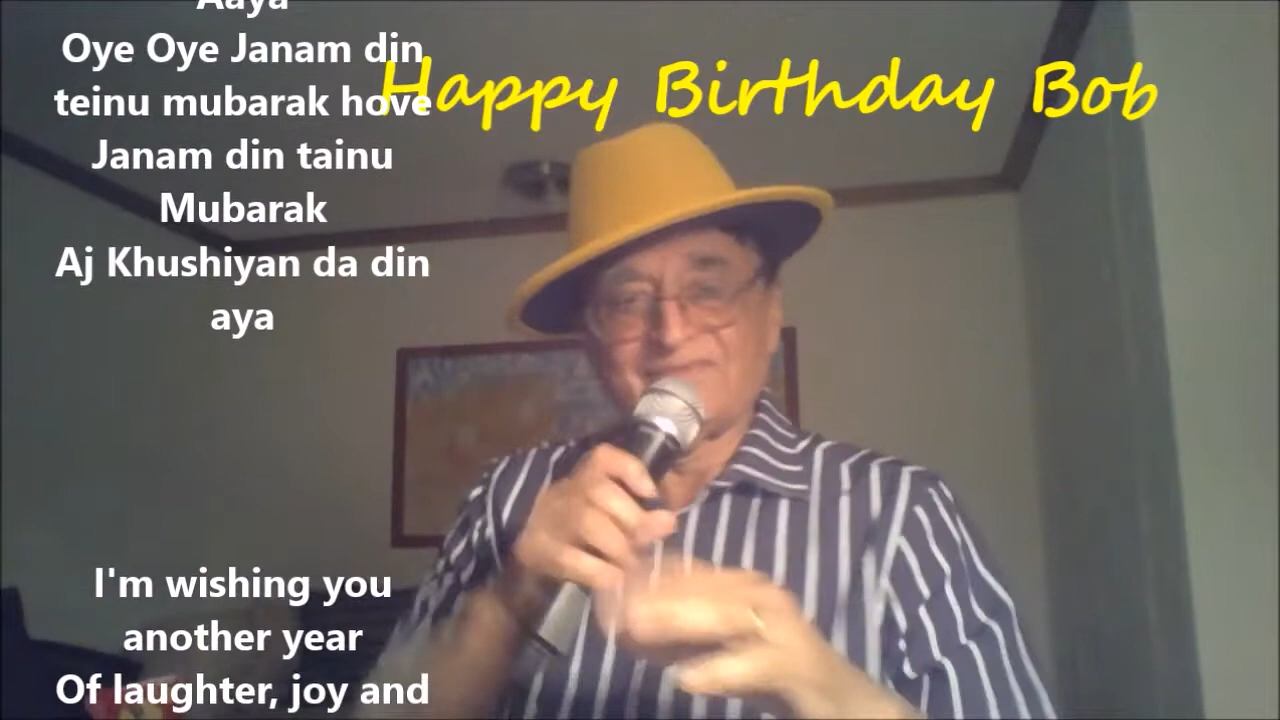 Aaya
Oye Oye Janam din
teinu mubarak hove
Janam din tainu
Mubarak
Aj Khushiyan da din
aya
Happy Birthday Bob
I'm wishing you
another year
Of laughter, joy and